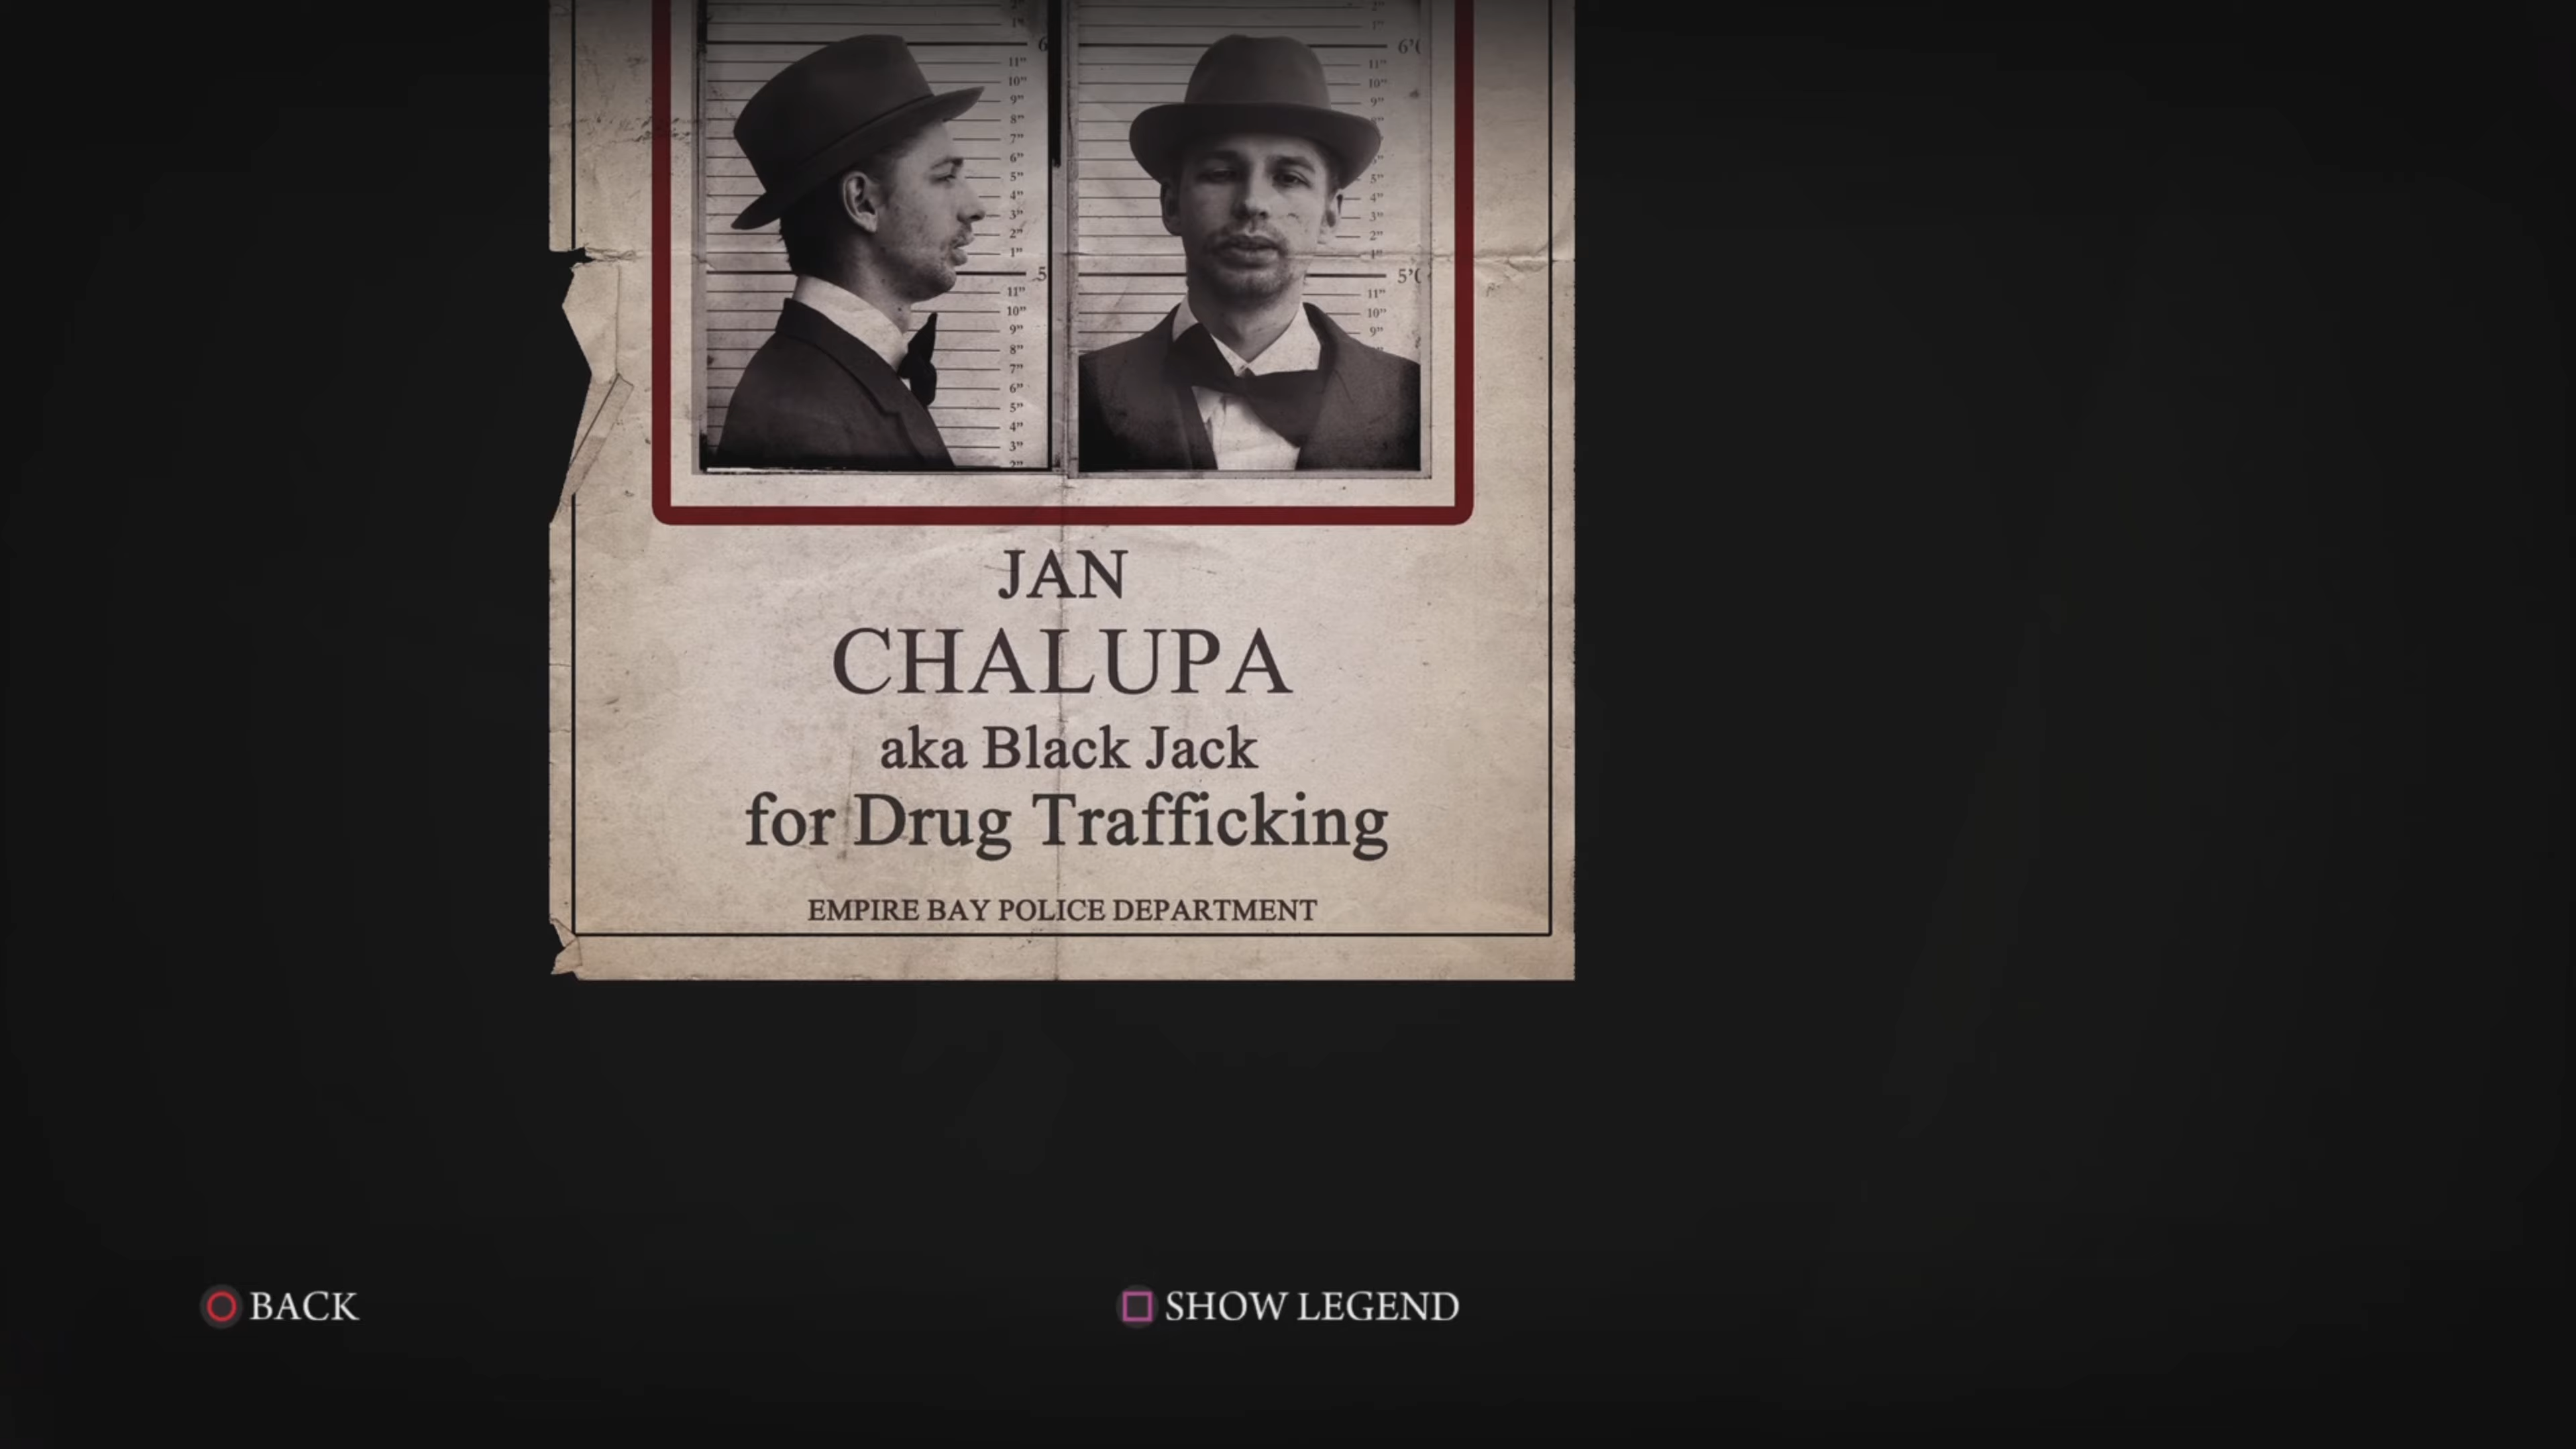 JAN
CHALUPA
aka Black Jack
for Drug Trafficking
EMPIRE BAY POLICE DEPARTMENT
BACK
SHOW LEGEND